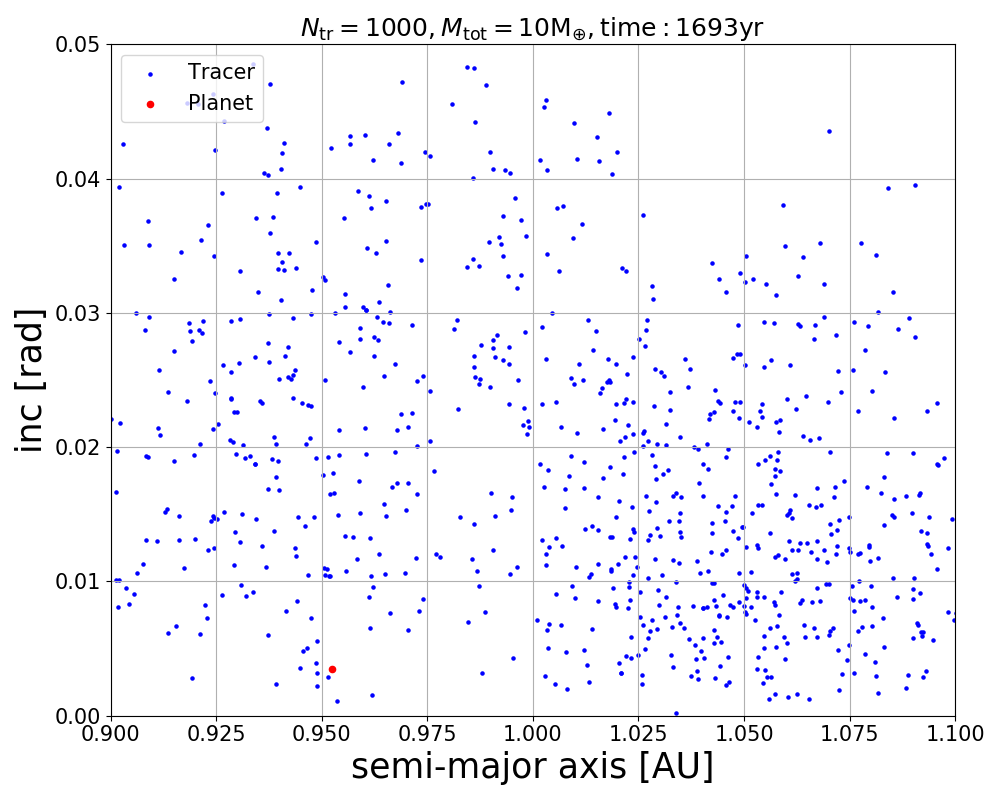 N_tr = 1000, M_tot = 10M_⊕, time : 1693yr
Tracer
Planet
inc [rad]
0.05
0.04
0.03
0.02
0.01
0.00
0.900 0.925 0.950 0.975 1.000 1.025 1.050 1.075 1.100
semi-major axis [AU]